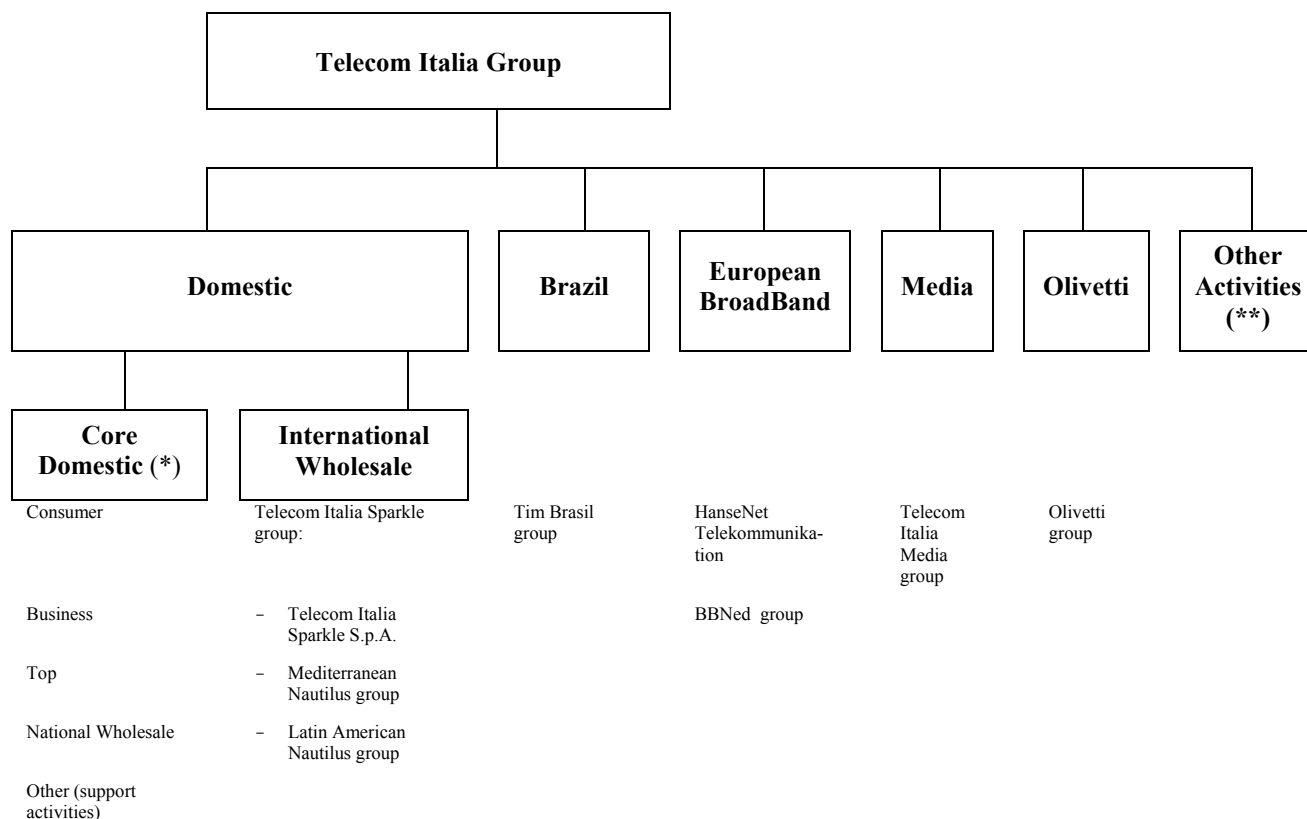 Telecom Italia Group
Domestic
Brazil
European
BroadBand
Media
Olivetti
Other
Activities
(**)
Core
Domestic (*)
International
Wholesale
Consumer
Telecom Italia Sparkle
group:
Tim Brasil
group
HanseNet
Telekommunika-
tion
Telecom
Italia
Media
group
Olivetti
group
Business
– Telecom Italia
Sparkle S.p.A.
BBNed group
Top
– Mediterranean
Nautilus group
National Wholesale
– Latin American
Nautilus group
Other (support
activities)